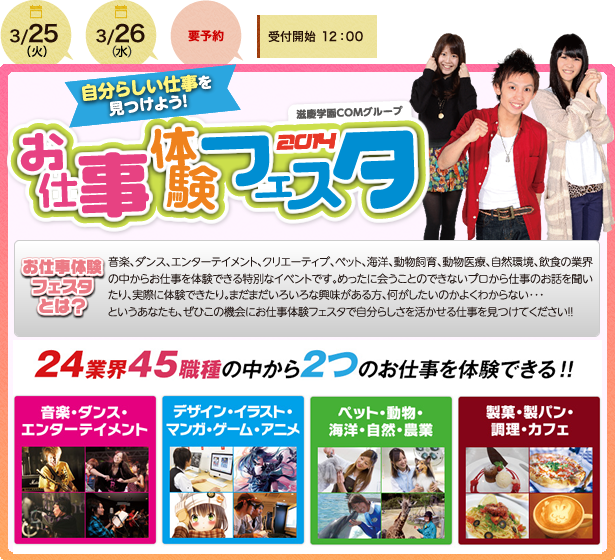 3/25
(火)
3/26
(水)
要予約
受付開始 12:00
自分らしい仕事を
見つけよう!
滋慶学園COMグループ
お仕事体験フェスタ
2014
お仕事体験
フェスタ
とは?
音楽、ダンス、エンターテイメント、クリエーティブ、ペット、海洋、動物飼育、動物医療、自然環境、飲食の業界
の中からお仕事を体験できる特別なイベントです。めったに会うことのできないプロから仕事のお話を聞い
たり、実際に体験できたり。まだまだいろいろな興味がある方、何がしたいのかよくわからない・・・
というあなたも、ぜひこの機会にお仕事体験フェスタで自分らしさを活かせる仕事を見つけてください!!
24業界45職種の中から2つのお仕事を体験できる!!
音楽・ダンス・
エンターテイメント
デザイン・イラスト・
マンガ・ゲーム・アニメ
ペット・動物・
海洋・自然・農業
製菓・製パン・
調理・カフェ